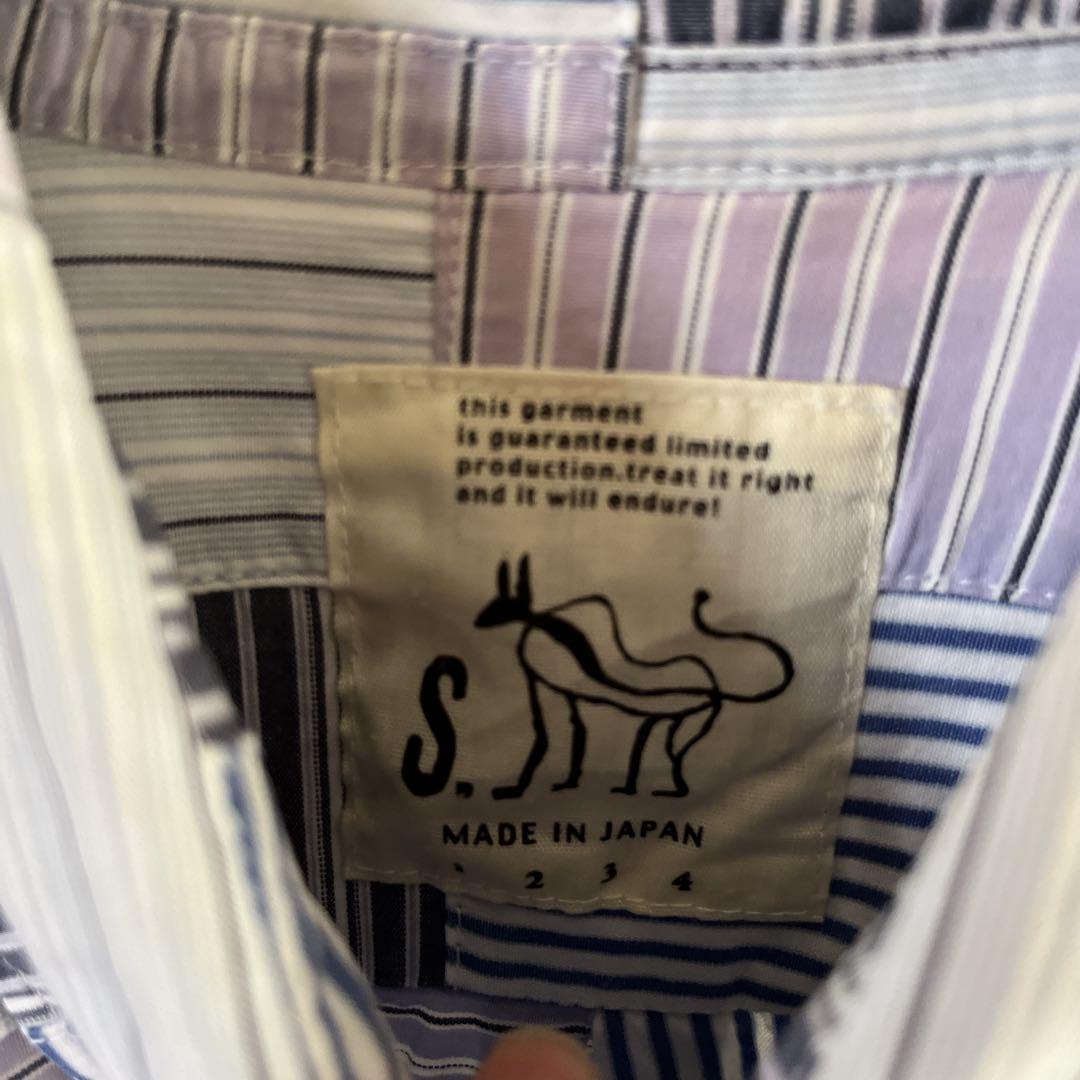 this garment
is guaranteed limited
production.treat it right
and it will endure!
S.
MADE IN JAPAN
2 3 4